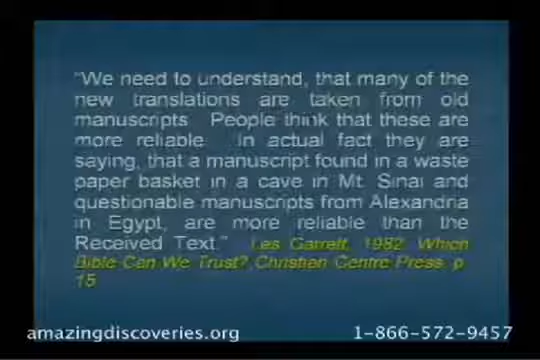 "We need to understand, that many of the
new translations are taken from old
manuscripts. People think that these are
more reliable. In actual fact they are
saying, that a manuscript found in a waste
paper basket in a cave in Mt. Sinai and
questionable manuscripts from Alexandria
in Egypt, are more reliable than the
Received Text." Les Garrett, 1982, Which
Bible Can We Trust? Christian Centre Press, p.
15
amazingdiscoveries.org
1-866-572-9457